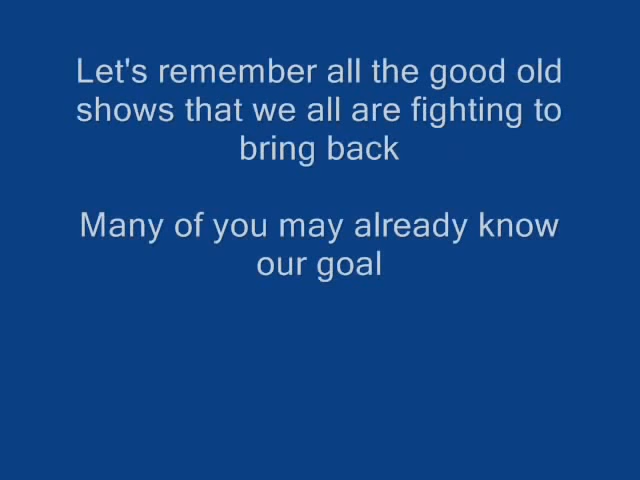 Let's remember all the good old
shows that we all are fighting to
bring back
Many of you may already know
our goal